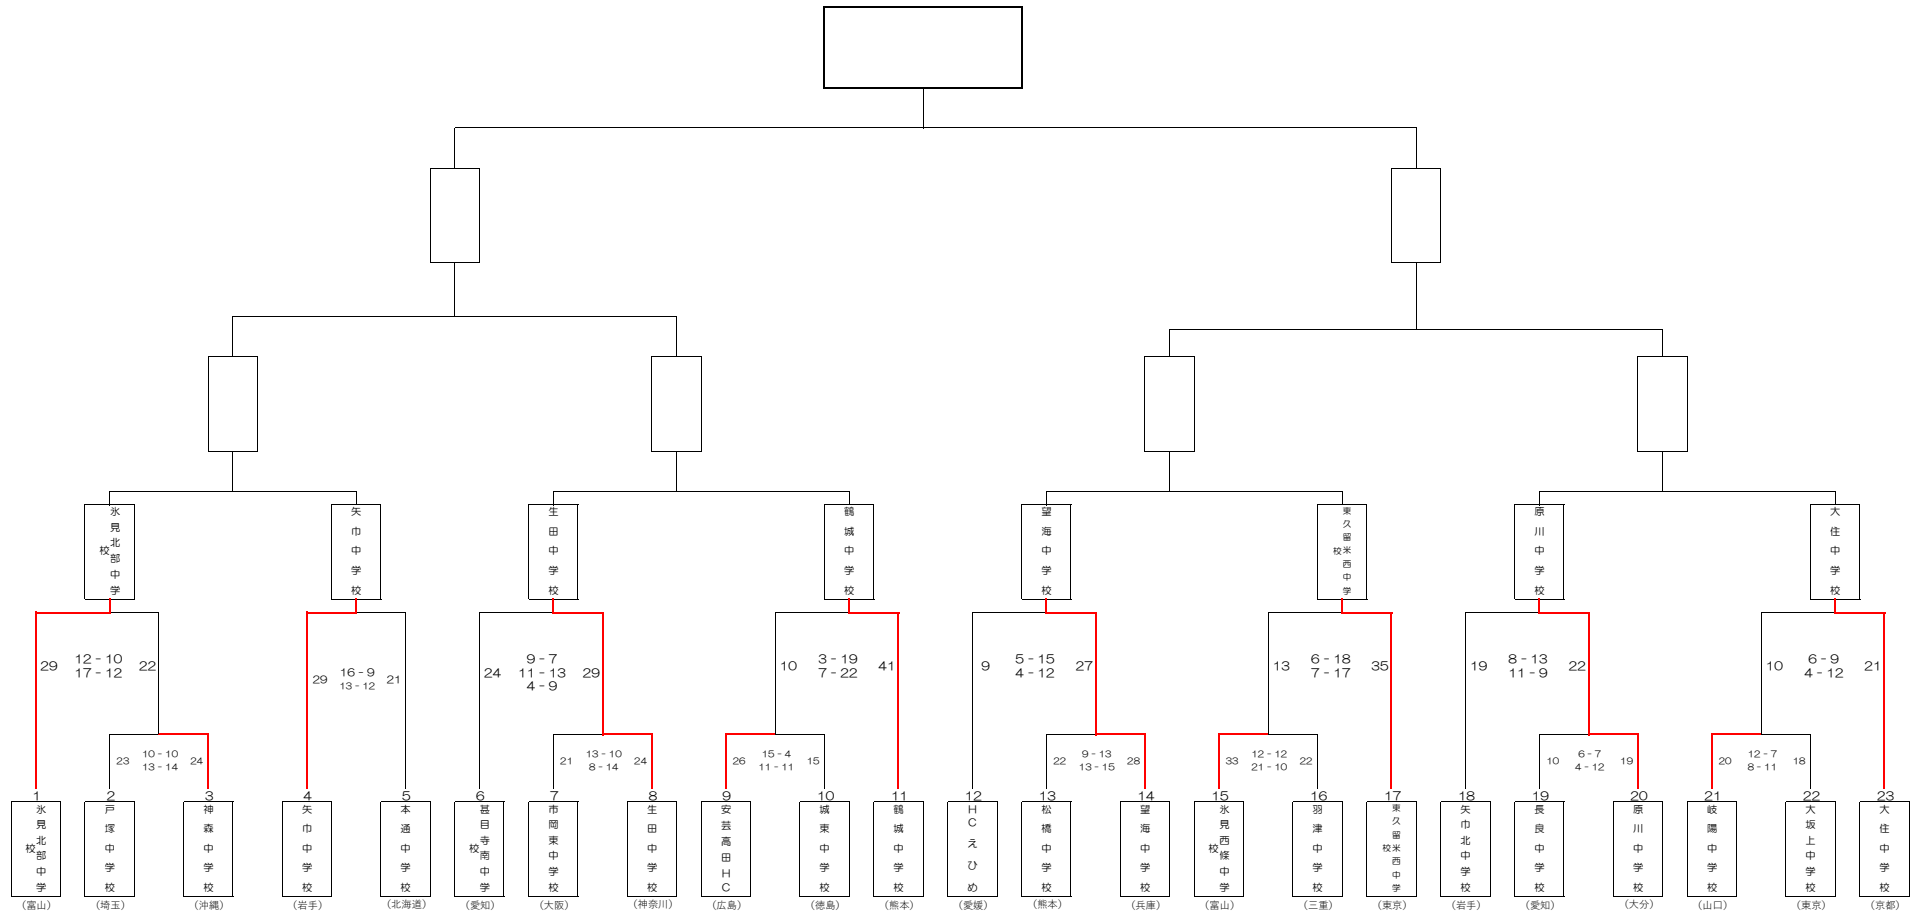 氷見北部中学校
矢巾中学校
生田中学校
鶴城中学校
望海中学校
東久留米西中学校
原川中学校
大住中学校
29 12-10 22
17-12
29 16-9 21
13-12
24 9-7 29
11-13
4-9
10 3-19 41
7-22
9 5-15 27
4-12
13 6-18 35
7-17
19 8-13 22
11-9
10 6-9 21
4-12
23 10-10 24
13-14
21 13-10 24
8-14
26 15-4 15
11-11
22 9-13 28
13-15
33 12-12 22
21-10
10 6-7 19
4-12
20 12-7 18
8-11
1 2 3 4 5 6 7 8 9 10 11 12 13 14 15 16 17 18 19 20 21 22 23
氷見北部中学校
戸塚中学校
神森中学校
矢巾中学校
本通中学校
甚目寺南中学校
市岡東中学校
生田中学校
安芸高田HC
城東中学校
鶴城中学校
HCえひめ
松橋中学校
望海中学校
氷見西條中学校
羽津中学校
東久留米西中学校
矢巾北中学校
長良中学校
原川中学校
岐陽中学校
大坂上中学校
大住中学校
(富山) (埼玉) (沖縄) (岩手) (北海道) (愛知) (大阪) (神奈川) (広島) (徳島) (熊本) (愛媛) (熊本) (兵庫) (富山) (三重) (東京) (岩手) (愛知) (大分) (山口) (東京) (京都)